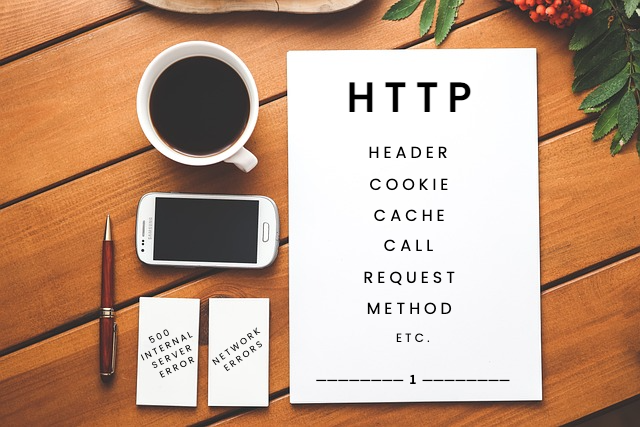 HTTP
HEADER
COOKIE
CACHE
CALL
REQUEST
METHOD
ETC.
1
500
INTERNAL
SERVER
ERROR
NETWORK
ERRORS